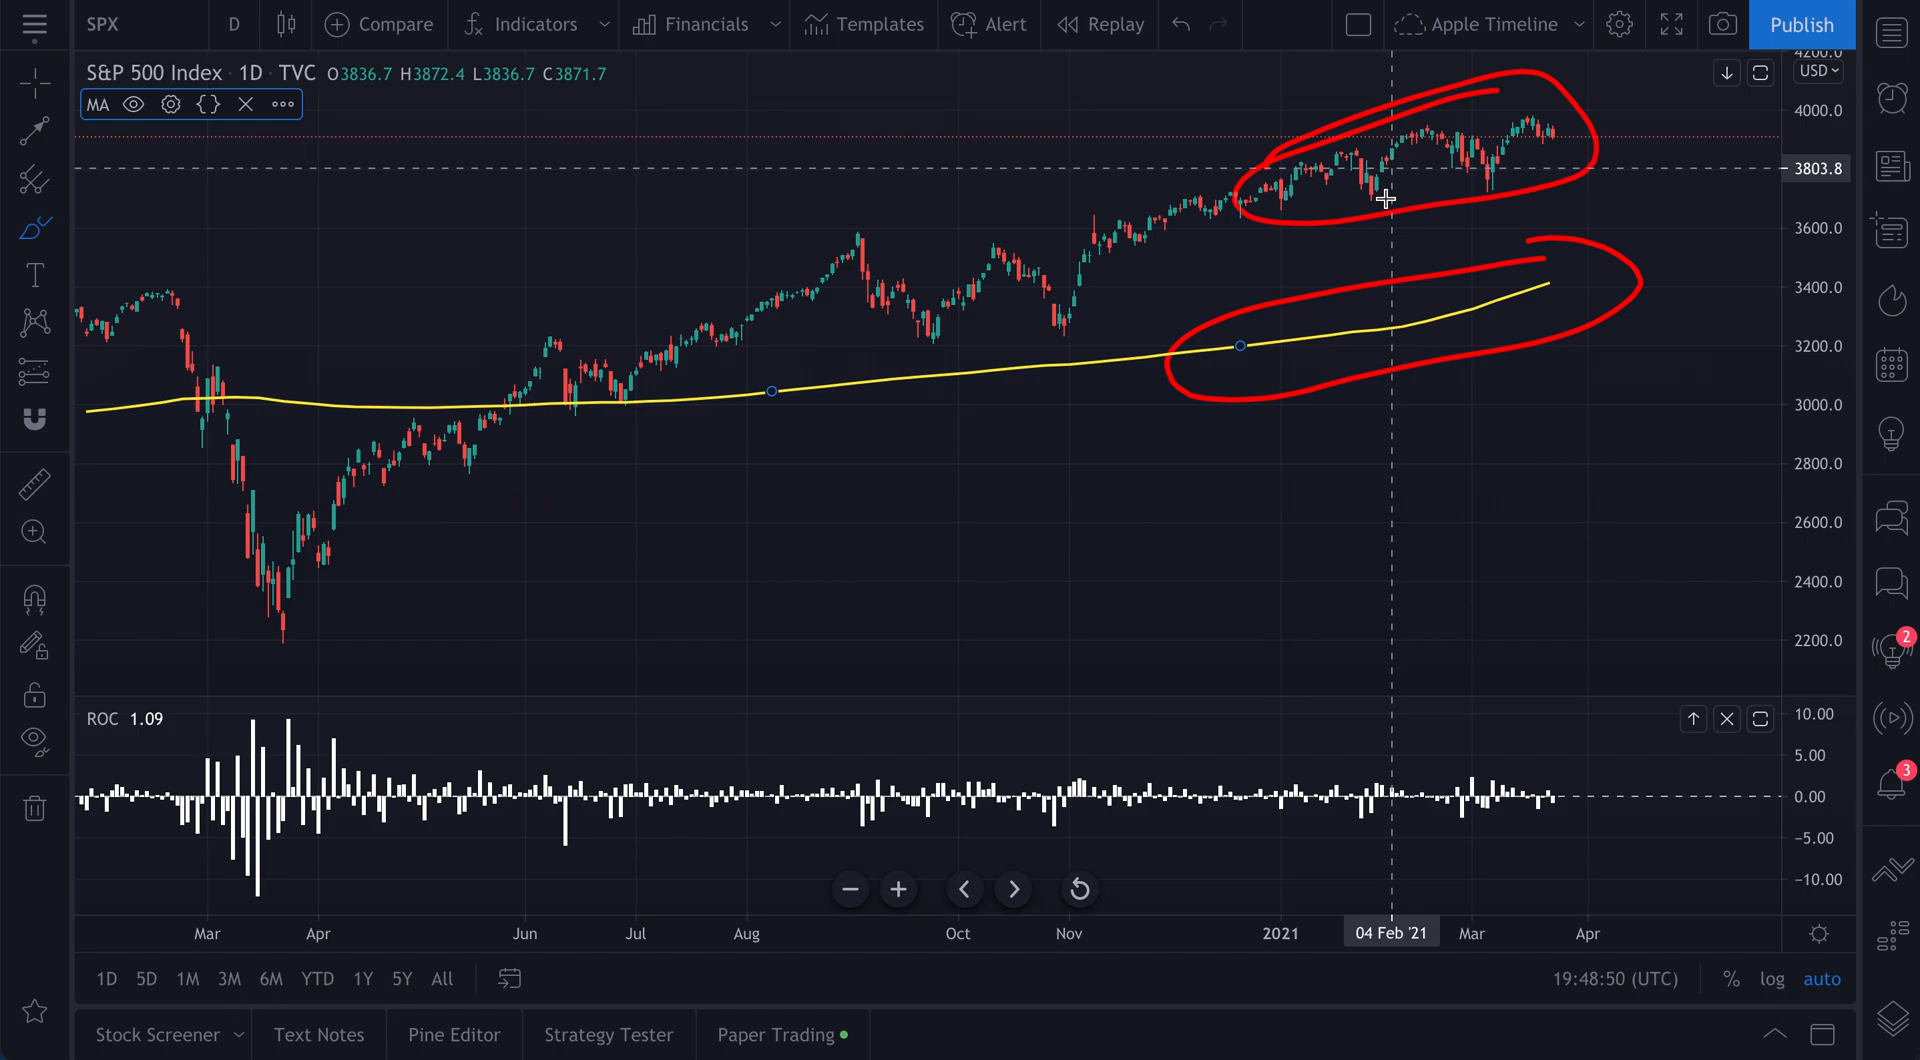 SPX D Compare Indicators Financials Templates Alert Replay Apple Timeline Publish
S&P 500 Index · 1D · TVC O3836.7 H3872.4 L3836.7 C3871.7
USD
MA
4200.0
4000.0
3803.8
3600.0
3400.0
3200.0
3000.0
2800.0
2600.0
2400.0
2200.0
ROC 1.09
10.00
5.00
0.00
−5.00
−10.00
Mar Apr Jun Jul Aug Oct Nov 2021 04 Feb '21 Mar Apr
1D 5D 1M 3M 6M YTD 1Y 5Y All 19:48:50 (UTC) % log auto
Stock Screener Text Notes Pine Editor Strategy Tester Paper Trading
2
3